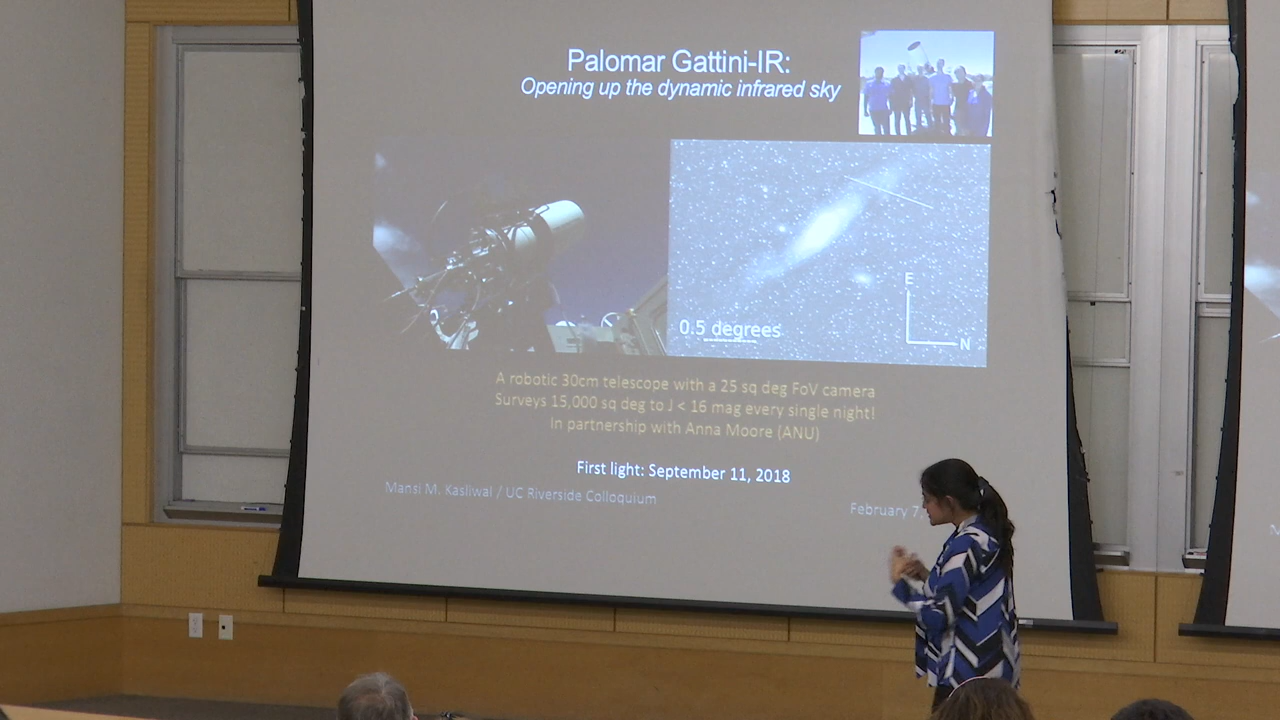 Palomar Gattini-IR:
Opening up the dynamic infrared sky
0.5 degrees
E
N
A robotic 30cm telescope with a 25 sq deg FoV camera
Surveys 15,000 sq deg to J < 16 mag every single night!
In partnership with Anna Moore (ANU)
First light: September 11, 2018
Mansi M. Kasliwal / UC Riverside Colloquium
February 7,